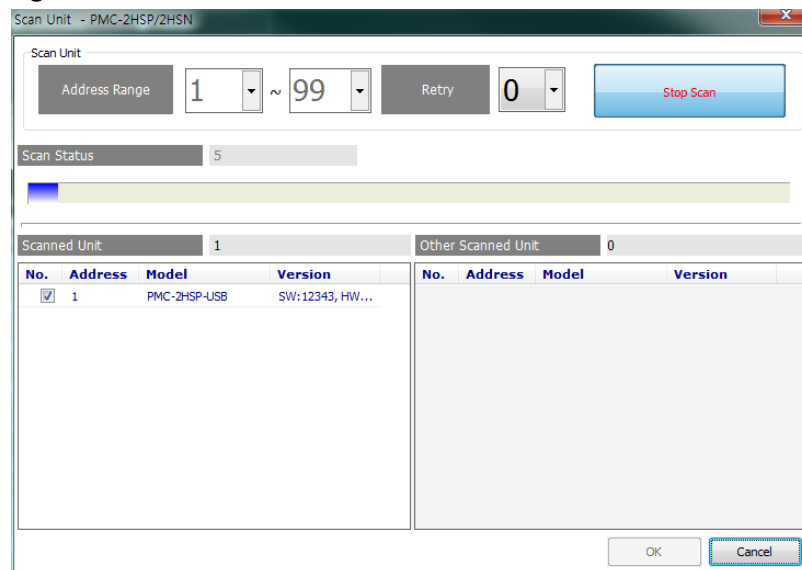 Scan Unit - PMC-2HSP/2HSN
Scan Unit
Address Range 1 ~ 99 Retry 0 Stop Scan
Scan Status 5
Scanned Unit 1 Other Scanned Unit 0
No. Address Model Version No. Address Model Version
1 PMC-2HSP-USB SW:12343, HW...
OK Cancel